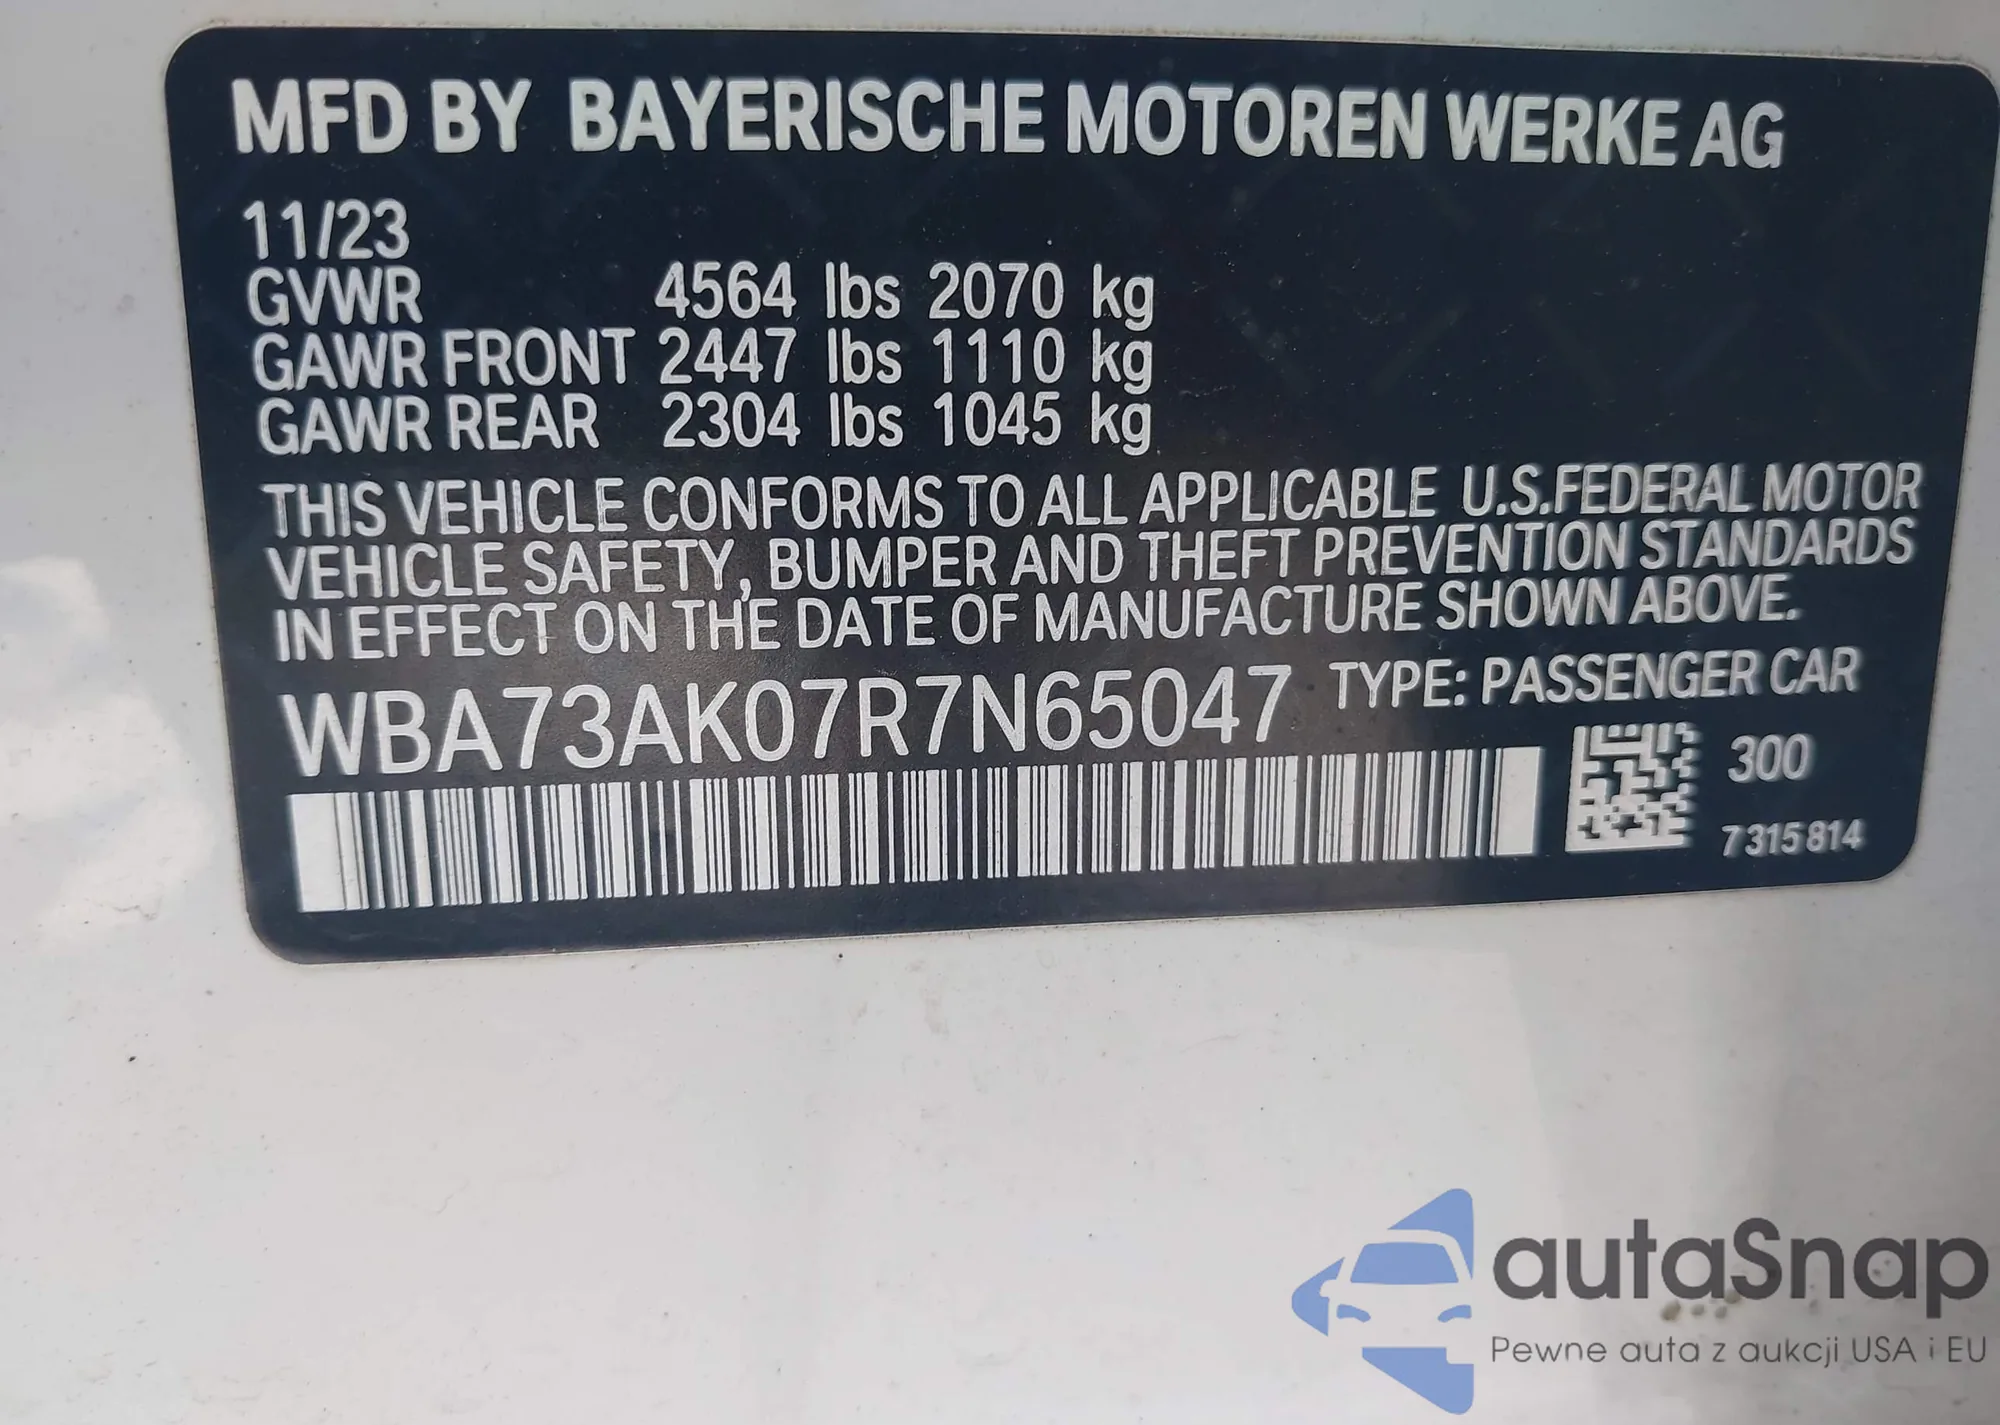 MFD BY BAYERISCHE MOTOREN WERKE AG
11/23
GVWR 4564 lbs 2070 kg
GAWR FRONT 2447 lbs 1110 kg
GAWR REAR 2304 lbs 1045 kg
THIS VEHICLE CONFORMS TO ALL APPLICABLE U.S.FEDERAL MOTOR
VEHICLE SAFETY, BUMPER AND THEFT PREVENTION STANDARDS
IN EFFECT ON THE DATE OF MANUFACTURE SHOWN ABOVE.
WBA73AK07R7N65047 TYPE: PASSENGER CAR
300
7315814
autaSnap
Pewne auta z aukcji USA i EU